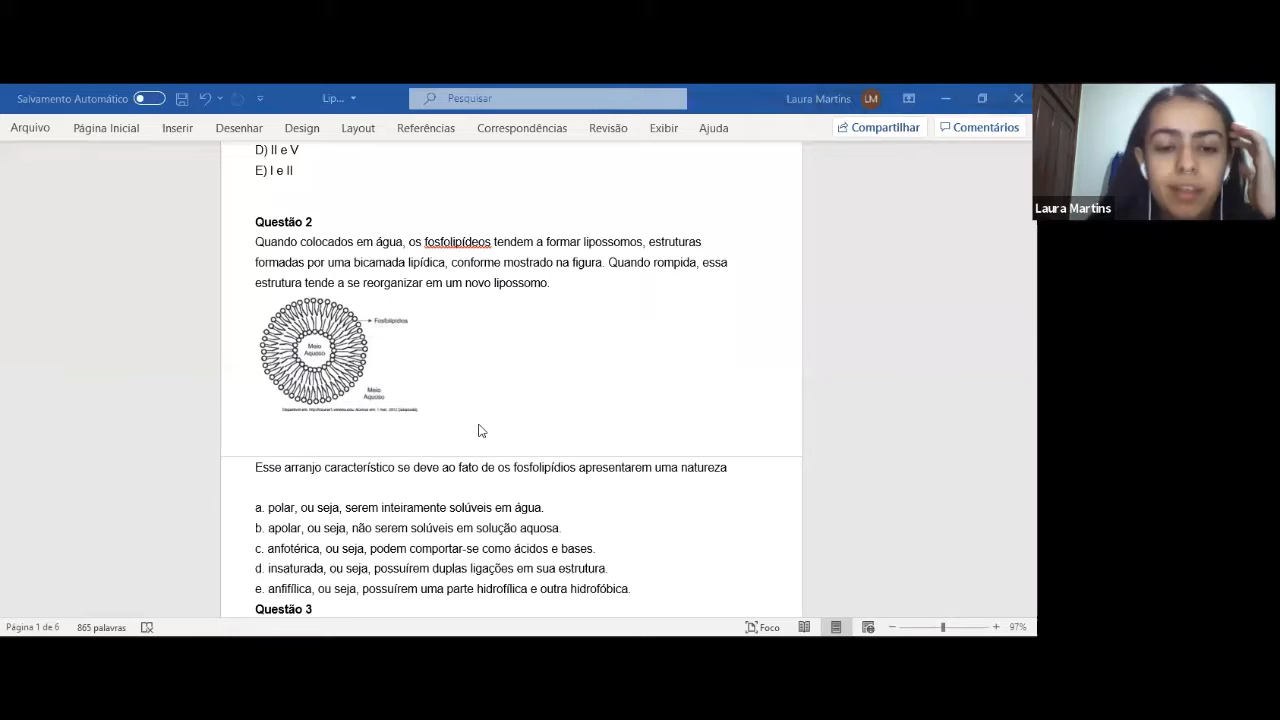 Salvamento Automático
Lip...
Pesquisar
Laura Martins
LM
Arquivo
Página Inicial
Inserir
Desenhar
Design
Layout
Referências
Correspondências
Revisão
Exibir
Ajuda
Compartilhar
Comentários
Laura Martins
D) II e V
E) I e II
Questão 2
Quando colocados em água, os fosfolipídeos tendem a formar lipossomos, estruturas
formadas por uma bicamada lipídica, conforme mostrado na figura. Quando rompida, essa
estrutura tende a se reorganizar em um novo lipossomo.
Fosfolipídios
Meio
Aquoso
Meio
Aquoso
Disponível em:
Esse arranjo característico se deve ao fato de os fosfolipídios apresentarem uma natureza
a. polar, ou seja, serem inteiramente solúveis em água.
b. apolar, ou seja, não serem solúveis em solução aquosa.
c. anfotérica, ou seja, podem comportar-se como ácidos e bases.
d. insaturada, ou seja, possuírem duplas ligações em sua estrutura.
e. anfifílica, ou seja, possuírem uma parte hidrofílica e outra hidrofóbica.
Questão 3
Página 1 de 6
865 palavras
Foco
97%